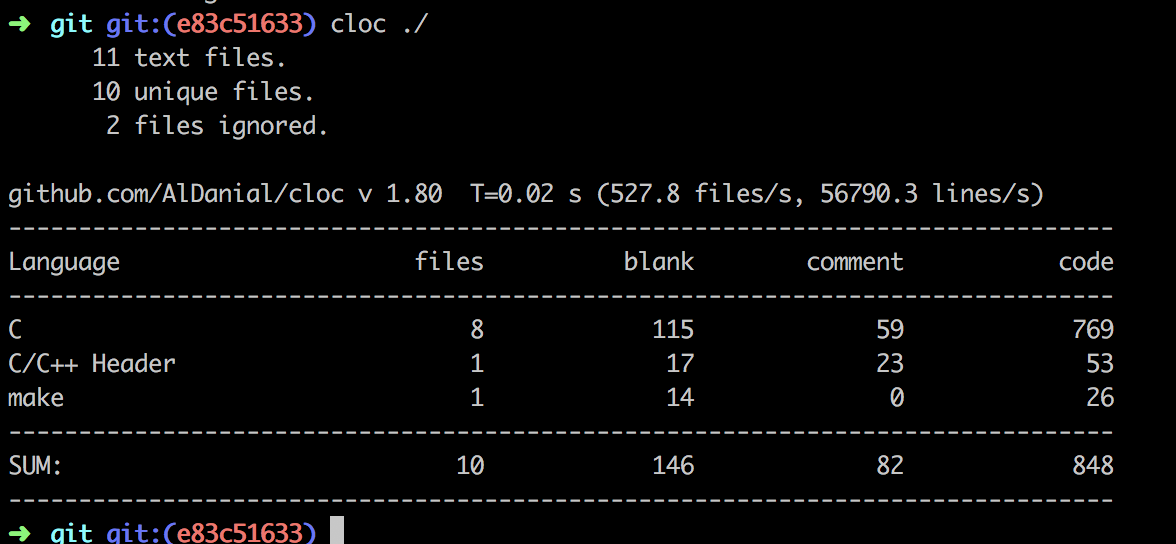 ➜  git git:(e83c51633) cloc ./
      11 text files.
      10 unique files.
       2 files ignored.
github.com/AlDanial/cloc v 1.80  T=0.02 s (527.8 files/s, 56790.3 lines/s)
-------------------------------------------------------------------------------
Language                     files          blank        comment           code
-------------------------------------------------------------------------------
C                                8            115             59            769
C/C++ Header                     1             17             23             53
make                             1             14              0             26
-------------------------------------------------------------------------------
SUM:                            10            146             82            848
-------------------------------------------------------------------------------
➜  git git:(e83c51633)